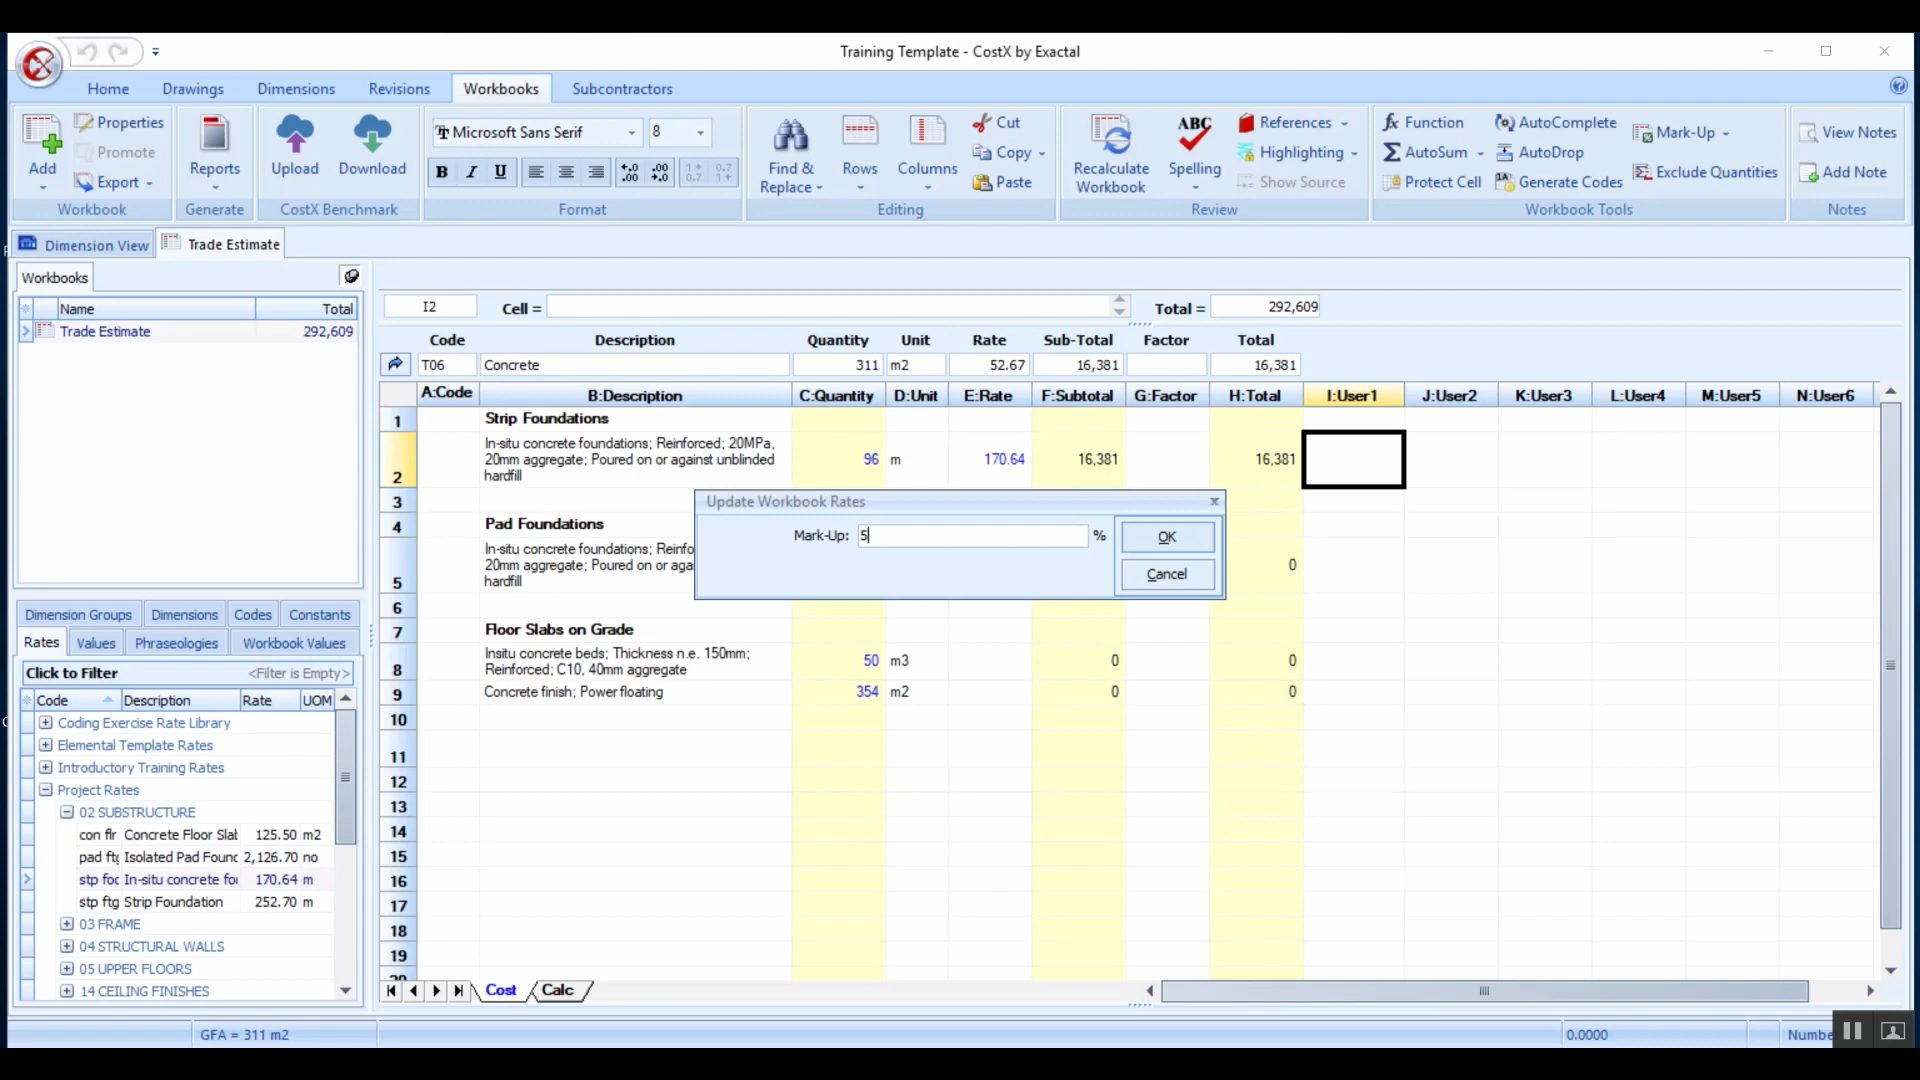 Training Template - CostX by Exactal
Home Drawings Dimensions Revisions Workbooks Subcontractors
Add
Properties
Promote
Export
Workbook
Reports
Generate
Upload Download
CostX Benchmark
Microsoft Sans Serif 8
B I U
Format
Find & Replace
Rows
Columns
Cut
Copy
Paste
Editing
Recalculate Workbook
ABC
Spelling
References
Highlighting
Show Source
Review
fx Function
AutoSum
Protect Cell
AutoComplete
AutoDrop
Generate Codes
Mark-Up
Exclude Quantities
Workbook Tools
View Notes
Add Note
Notes
Dimension View Trade Estimate
Workbooks
Name Total
Trade Estimate 292,609
I2 Cell = Total = 292,609
Code Description Quantity Unit Rate Sub-Total Factor Total
T06 Concrete 311 m2 52.67 16,381 16,381
A:Code B:Description C:Quantity D:Unit E:Rate F:Subtotal G:Factor H:Total I:User1 J:User2 K:User3 L:User4 M:User5 N:User6
1 Strip Foundations
In-situ concrete foundations; Reinforced; 20MPa,
20mm aggregate; Poured on or against unblinded
hardfill
2 96 m 170.64 16,381 16,381
3
4 Pad Foundations
In-situ concrete foundations; Reinfo
20mm aggregate; Poured on or aga
hardfill
5 0
6
7 Floor Slabs on Grade
Insitu concrete beds; Thickness n.e. 150mm;
Reinforced; C10, 40mm aggregate
8 50 m3 0 0
9 Concrete finish; Power floating 354 m2 0 0
10
11
12
13
14
15
16
17
18
19
20
Update Workbook Rates
Mark-Up: 5 %
OK
Cancel
Dimension Groups Dimensions Codes Constants
Rates Values Phraseologies Workbook Values
Click to Filter <Filter is Empty>
Code Description Rate UOM
Coding Exercise Rate Library
Elemental Template Rates
Introductory Training Rates
Project Rates
02 SUBSTRUCTURE
con flr Concrete Floor Slal 125.50 m2
pad ftg Isolated Pad Found 2,126.70 no
stp foc In-situ concrete fou 170.64 m
stp ftg Strip Foundation 252.70 m
03 FRAME
04 STRUCTURAL WALLS
05 UPPER FLOORS
14 CEILING FINISHES
Cost Calc
GFA = 311 m2 0.0000 Numbe